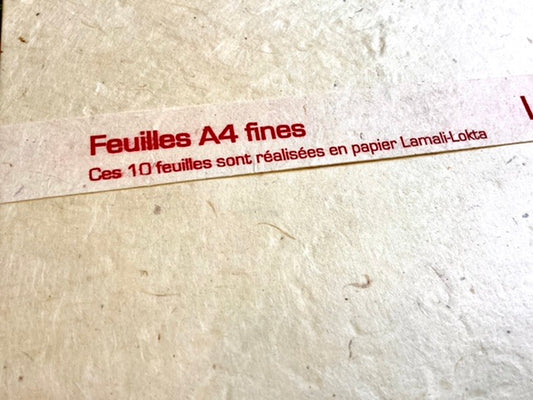 Feuilles A4 fines
Ces 10 feuilles sont réalisées en papier Lamali-Lokta